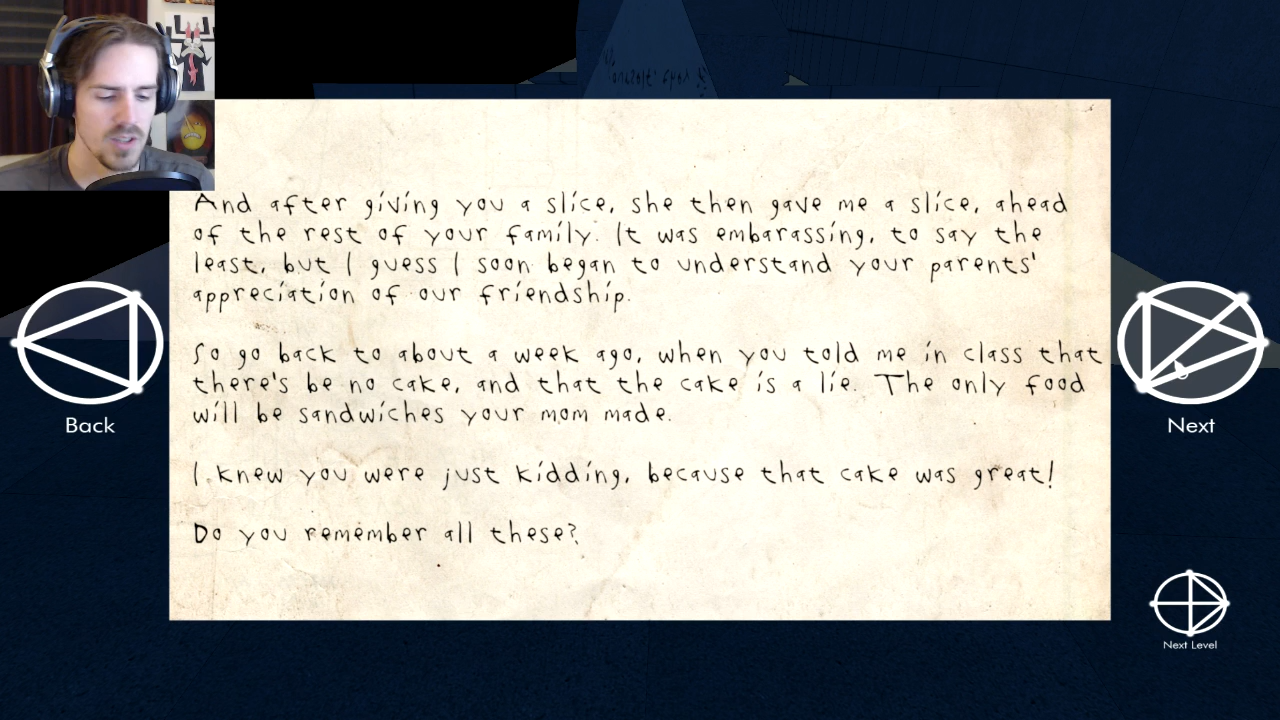 And after giving you a slice, she then gave me a slice, ahead
of the rest of your family. It was embarassing, to say the
least, but I guess I soon began to understand your parents'
appreciation of our friendship.
So go back to about a week ago, when you told me in class that
there's be no cake, and that the cake is a lie. The only food
will be sandwiches your mom made.
I knew you were just kidding, because that cake was great!
Do you remember all these?
Back
Next
Next Level